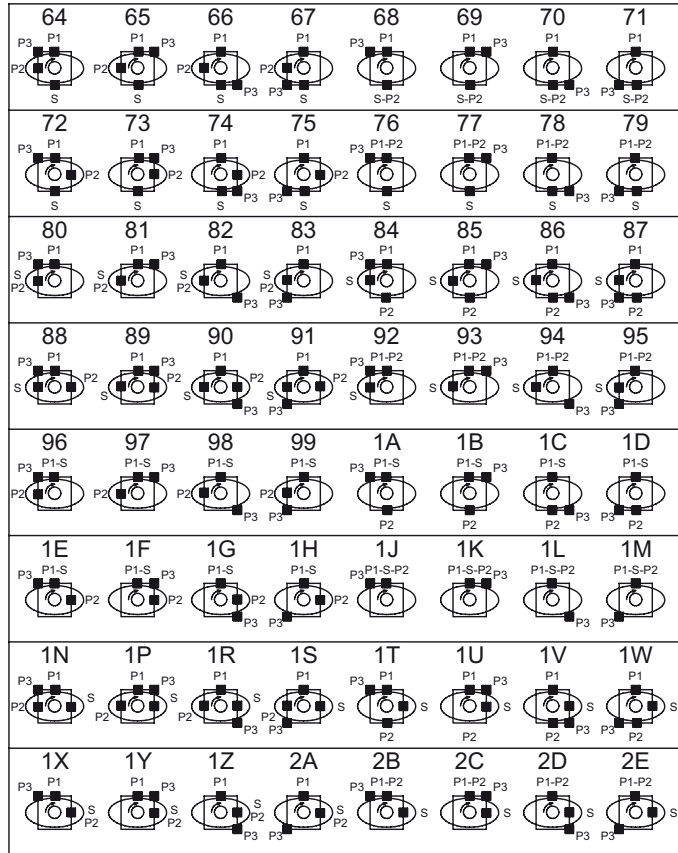 64 65 66 67 68 69 70 71
P3 P1 P1 P3 P1 P1 P3 P1 P1 P3 P1 P1
P2 P2 P2 P2
S S S P3 P3 S S-P2 S-P2 S-P2 P3 P3 S-P2
72 73 74 75 76 77 78 79
P3 P1 P1 P3 P1 P1 P3 P1-P2 P1-P2 P3 P1-P2 P1-P2
P2 P2 P2 P2
S S S P3 P3 S S S S P3 P3 S
80 81 82 83 84 85 86 87
P3 P1 P1 P3 P1 P1 P3 P1 P1 P3 P1 P1
S S S S S S S S
P2 P2 P2 P2
P3 P3 P2 P2 P2 P3 P3 P2
88 89 90 91 92 93 94 95
P3 P1 P1 P3 P1 P1 P3 P1-P2 P1-P2 P3 P1-P2 P1-P2
S P2 S P2 S P2 S P2 S S S S
P3 P3 P3 P3
96 97 98 99 1A 1B 1C 1D
P3 P1-S P1-S P3 P1-S P1-S P3 P1-S P1-S P3 P1-S P1-S
P2 P2 P2 P2
P3 P3 P2 P2 P2 P3 P3 P2
1E 1F 1G 1H 1J 1K 1L 1M
P3 P1-S P1-S P3 P1-S P1-S P3 P1-S-P2 P1-S-P2 P3 P1-S-P2 P1-S-P2
P2 P2 P2 P2
P3 P3 P3 P3
1N 1P 1R 1S 1T 1U 1V 1W
P3 P1 P1 P3 P1 P1 P3 P1 P1 P3 P1 P1
P2 S P2 S P2 S P2 S S S S S
P3 P3 P2 P2 P2 P3 P3 P2
1X 1Y 1Z 2A 2B 2C 2D 2E
P3 P1 P1 P3 P1 P1 P3 P1-P2 P1-P2 P3 P1-P2 P1-P2
S S S S S S S S
P2 P2 P2 P2
P3 P3 P3 P3